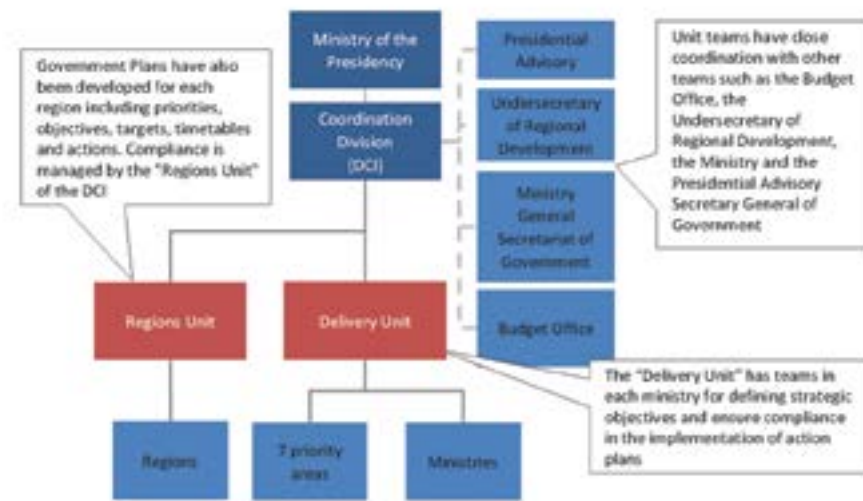 Government Plans have also
been developed for each
region including priorities,
objectives, targets, timetables
and actions. Compliance is
managed by the "Regions Unit"
of the DCI
Ministry of the
Presidency
Coordination
Division
(DCI)
Presidential
Advisory
Undersecretary
of Regional
Development
Ministry
General
Secretariat of
Government
Budget Office
Unit teams have close
coordination with other
teams such as the Budget
Office, the
Undersecretary of
Regional Development,
the Ministry and the
Presidential Advisory
Secretary General of
Government
Regions Unit
Delivery Unit
The "Delivery Unit" has teams in
each ministry for defining strategic
objectives and ensure compliance
in the implementation of action
plans
Regions
7 priority
areas
Ministries